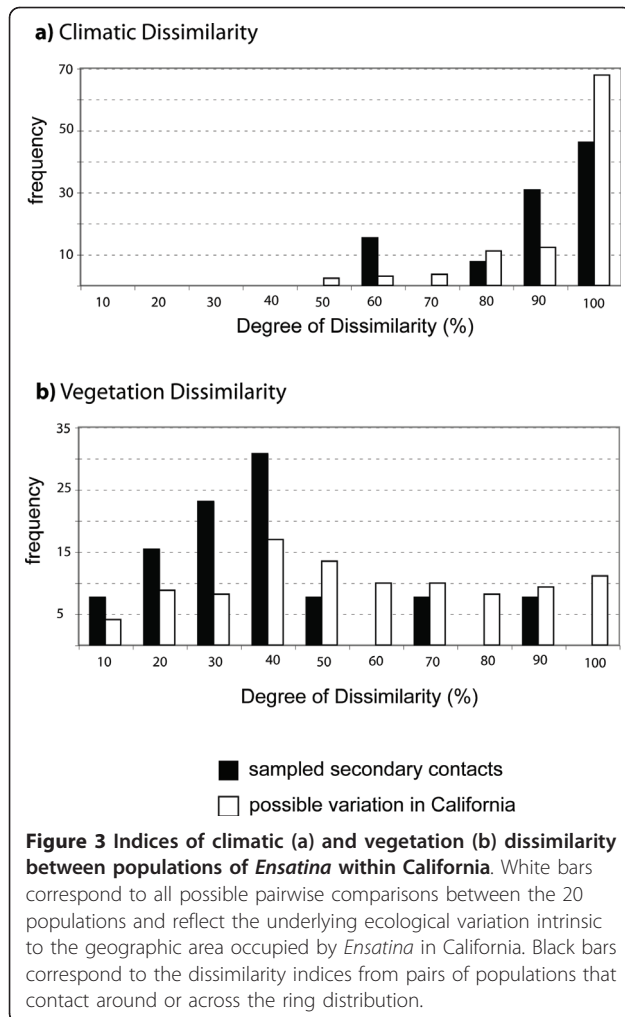 a) Climatic Dissimilarity
frequency
70
50
30
10
10 20 30 40 50 60 70 80 90 100
Degree of Dissimilarity (%)
b) Vegetation Dissimilarity
frequency
35
25
15
5
10 20 30 40 50 60 70 80 90 100
Degree of Dissimilarity (%)
sampled secondary contacts
possible variation in California
Figure 3 Indices of climatic (a) and vegetation (b) dissimilarity
between populations of Ensatina within California. White bars
correspond to all possible pairwise comparisons between the 20
populations and reflect the underlying ecological variation intrinsic
to the geographic area occupied by Ensatina in California. Black bars
correspond to the dissimilarity indices from pairs of populations that
contact around or across the ring distribution.